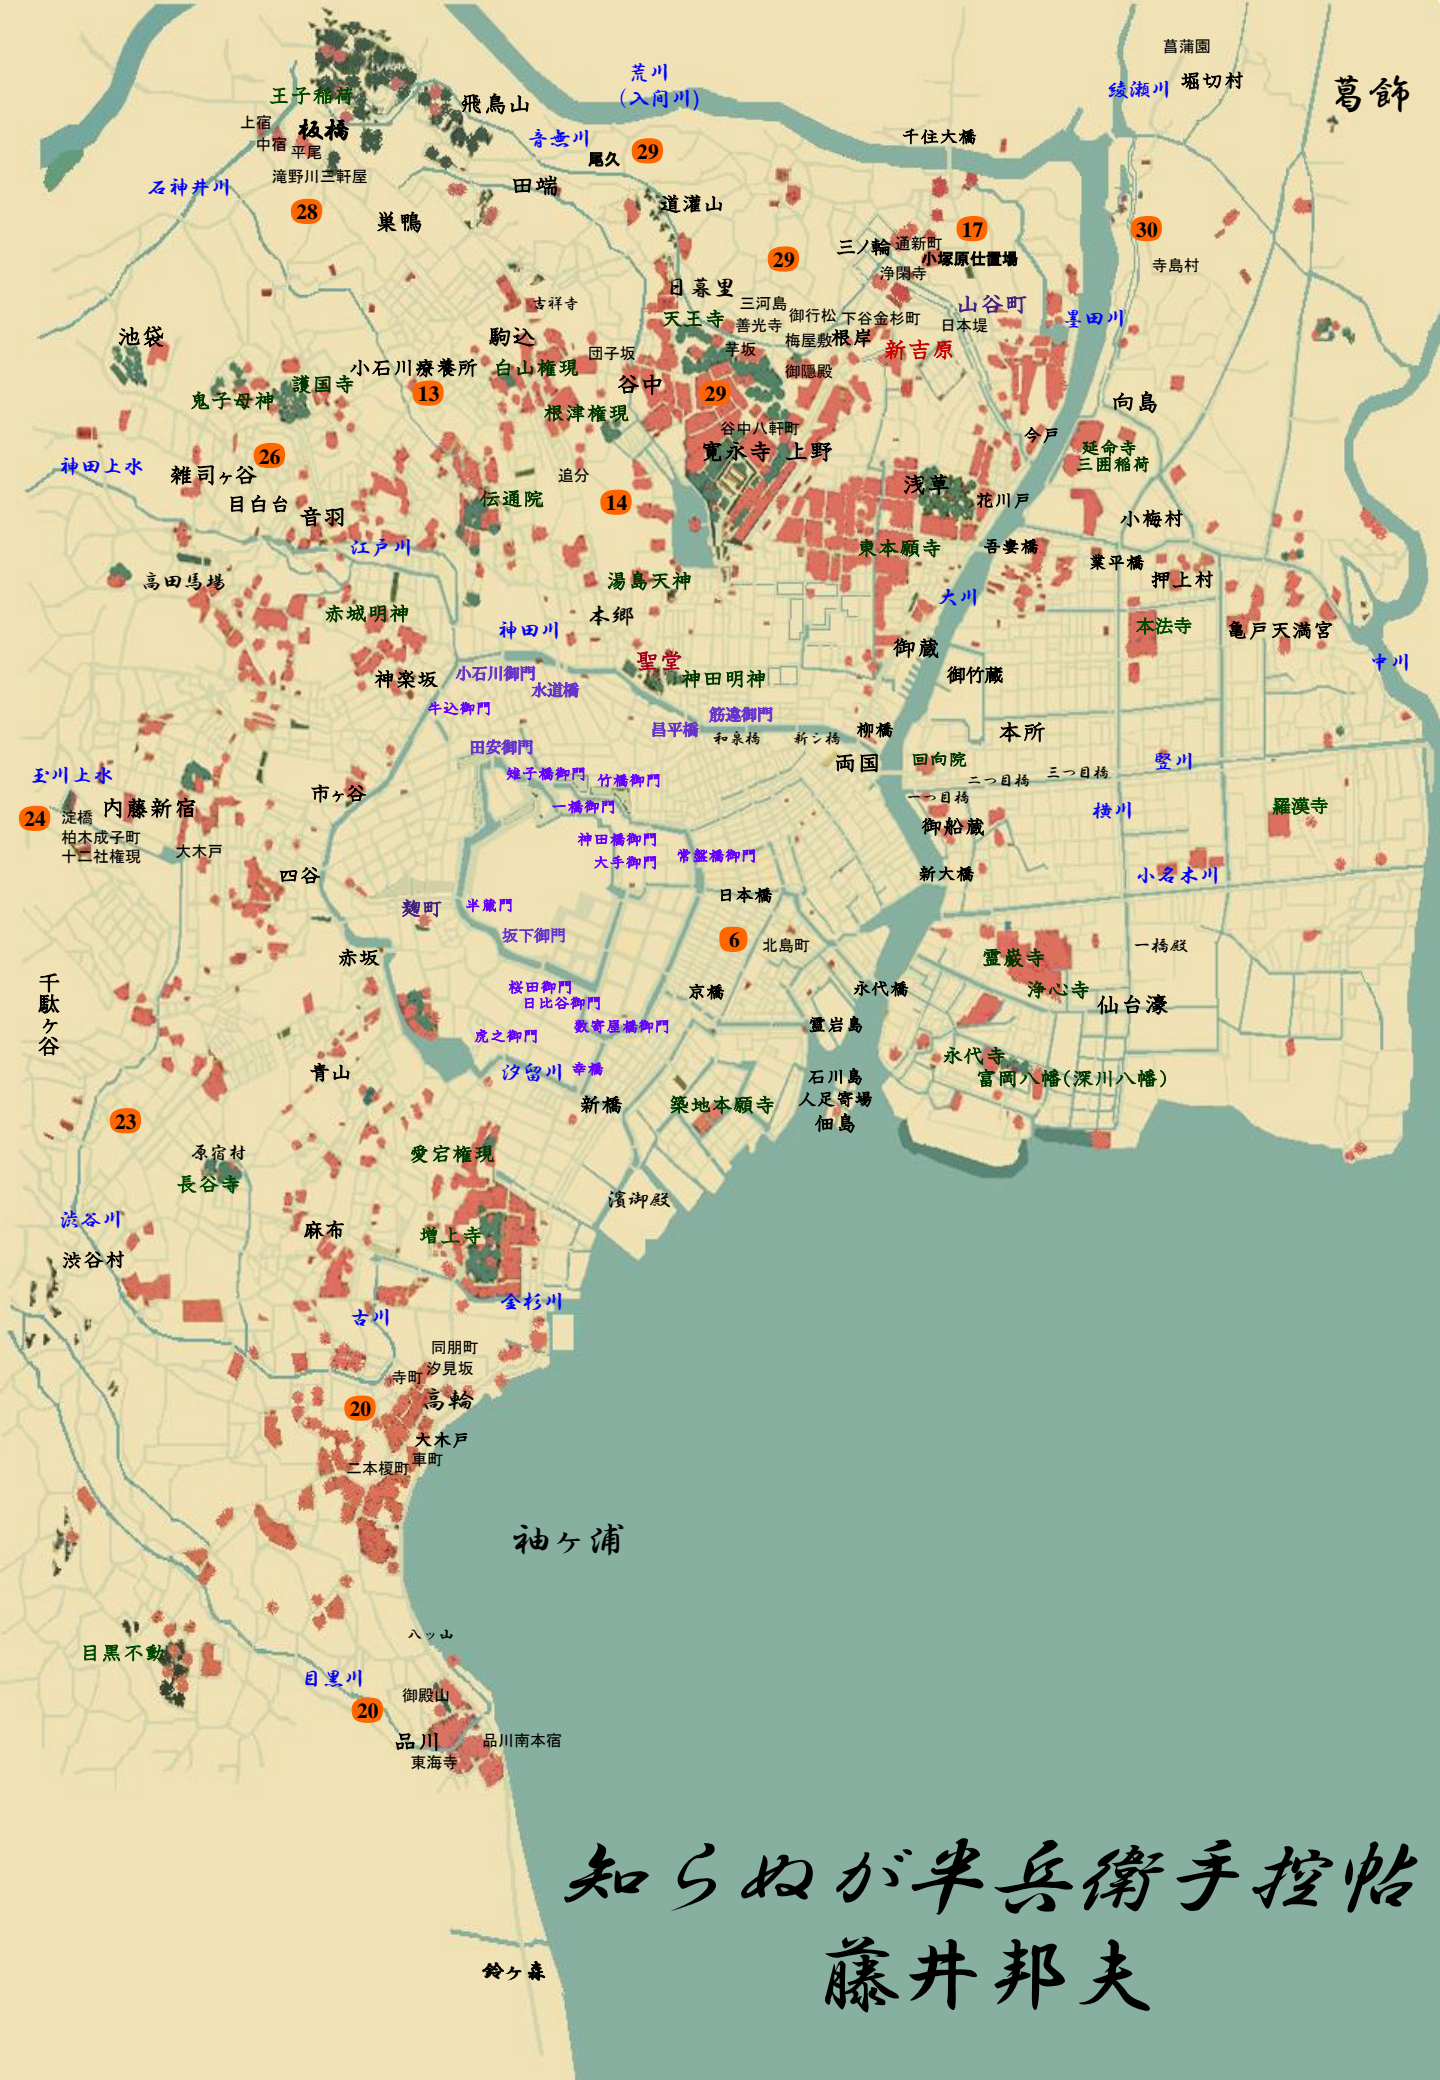 菖蒲園
堀切村
綾瀬川
葛飾
荒川
(入间川)
王子稲荷
飛鳥山
上宿
板橋
中宿
平尾
音無川
尾久
29
千住大橋
滝野川三軒屋
石神井川
田端
28
巣鴨
道灌山
17
30
三ノ輪
通新町
小塚原仕置場
29
浄閑寺
寺島村
日暮里
吉祥寺
三河島
山谷町
天王寺
善光寺
御行松
下谷金杉町
日本堤
墨田川
池袋
駒込
梅屋敷
根岸
新吉原
団子坂
芋坂
小石川療養所
白山権現
御隠殿
護国寺
谷中
13
29
鬼子母神
根津権現
向島
谷中八軒町
今戸
延命寺
三囲稲荷
寛永寺
上野
26
神田上水
雑司ヶ谷
追分
浅草
目白台
伝通院
14
花川戸
音羽
小梅村
江戸川
東本願寺
吾妻橋
業平橋
高田馬場
湯島天神
押上村
大川
赤城明神
本郷
本法寺
亀戸天満宮
神田川
御蔵
聖堂
中川
神楽坂
小石川御門
神田明神
御竹蔵
水道橋
牛込御門
筋違御門
昌平橋
和泉橋
新シ橋
柳橋
本所
田安御門
両国
回向院
竪川
玉川上水
雉子橋御門
竹橋御門
二つ目橋
三つ目橋
市ヶ谷
一つ目橋
24
内藤新宿
一橋御門
横川
羅漢寺
淀橋
御船蔵
柏木成子町
神田橋御門
十二社権現
大木戸
大手御門
常盤橋御門
四谷
新大橋
小名木川
日本橋
麹町
半蔵門
坂下御門
6
北島町
一橋殿
赤坂
霊巌寺
千駄ヶ谷
桜田御門
京橋
永代橋
浄心寺
日比谷御門
仙台濠
数寄屋橋御門
霊岩島
虎之御門
永代寺
青山
汐留川
幸橋
石川島
富岡八幡(深川八幡)
人足寄場
新橋
築地本願寺
佃島
23
原宿村
愛宕権現
長谷寺
濱御殿
渋谷川
麻布
増上寺
渋谷村
金杉川
古川
同朋町
汐見坂
寺町
高輪
20
大木戸
車町
二本榎町
袖ヶ浦
八ッ山
目黒不動
目黒川
御殿山
20
品川
品川南本宿
東海寺
知らぬが半兵衛手控帖
藤井邦夫
鈴ヶ森